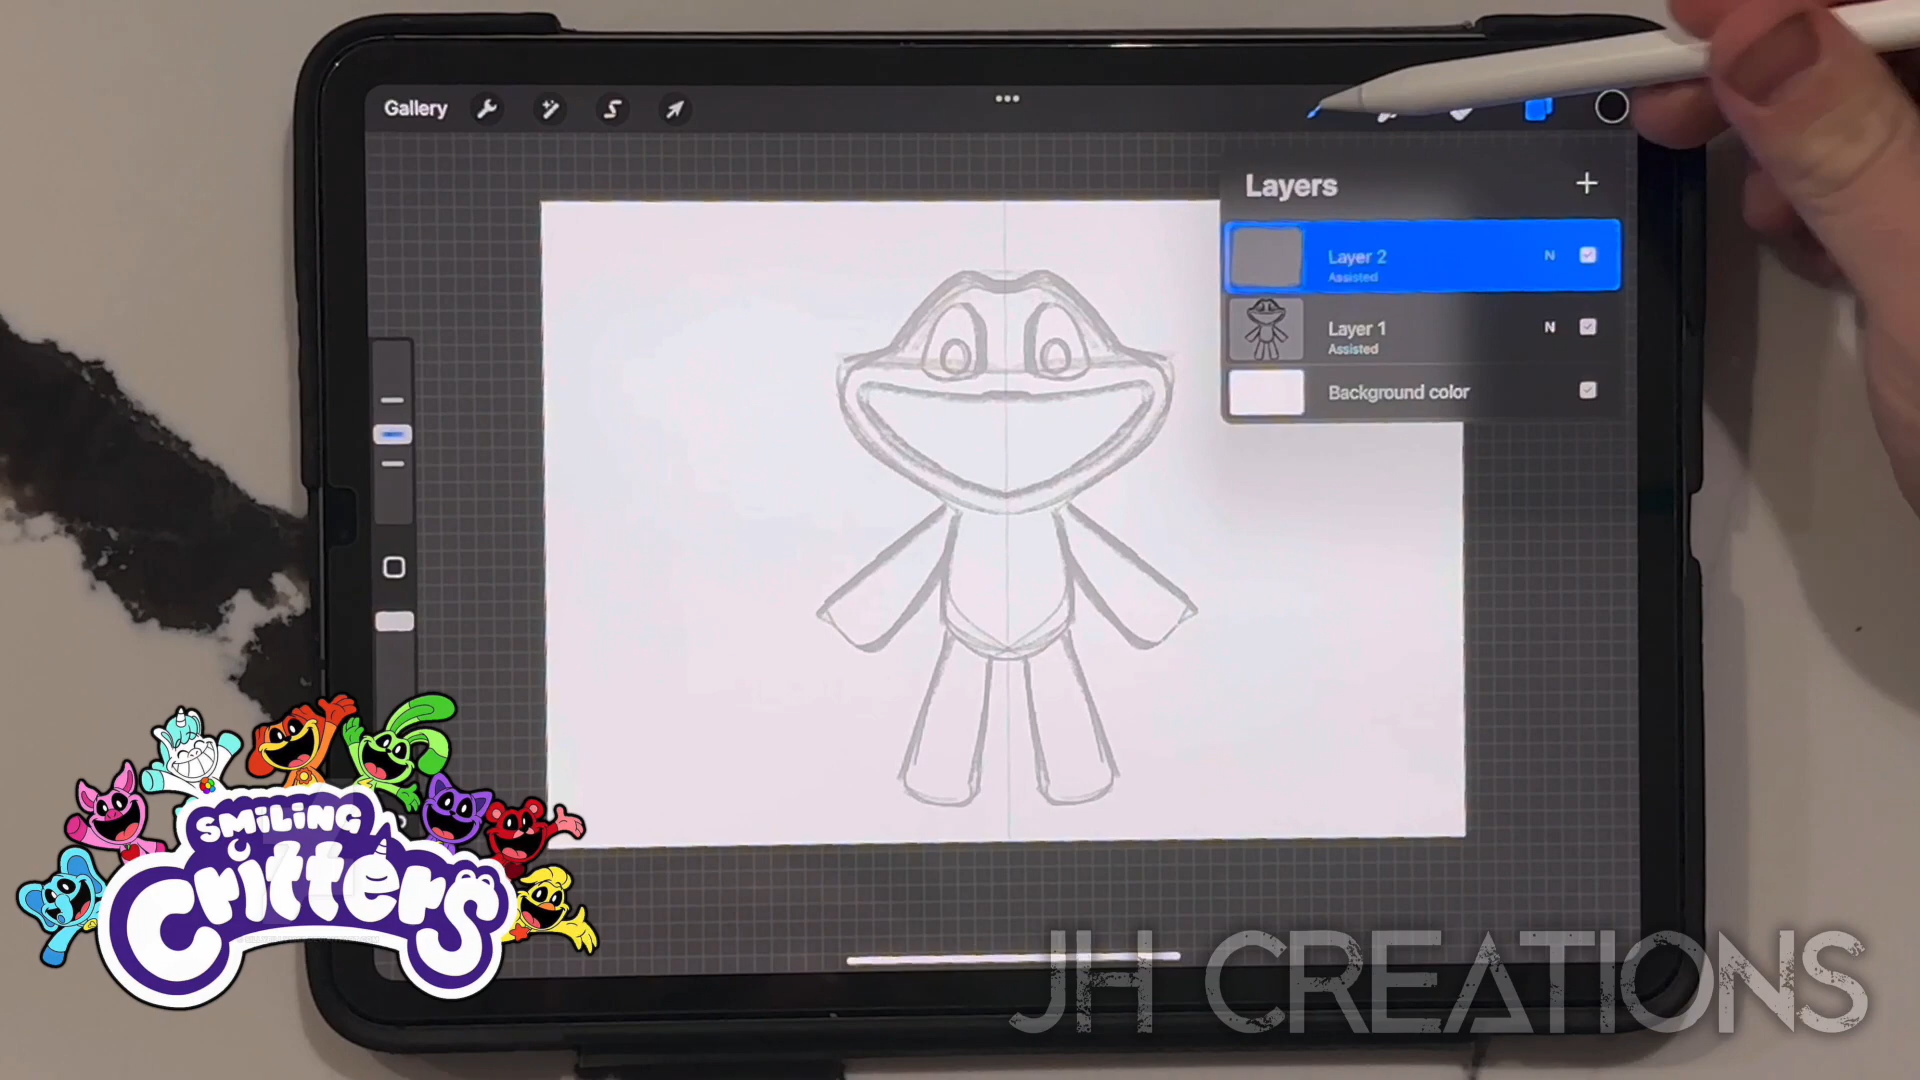 Gallery
Layers
Layer 2
N
Assisted
Layer 1
N
Assisted
Background color
SMiLiNG
Critters
JH CREATIONS